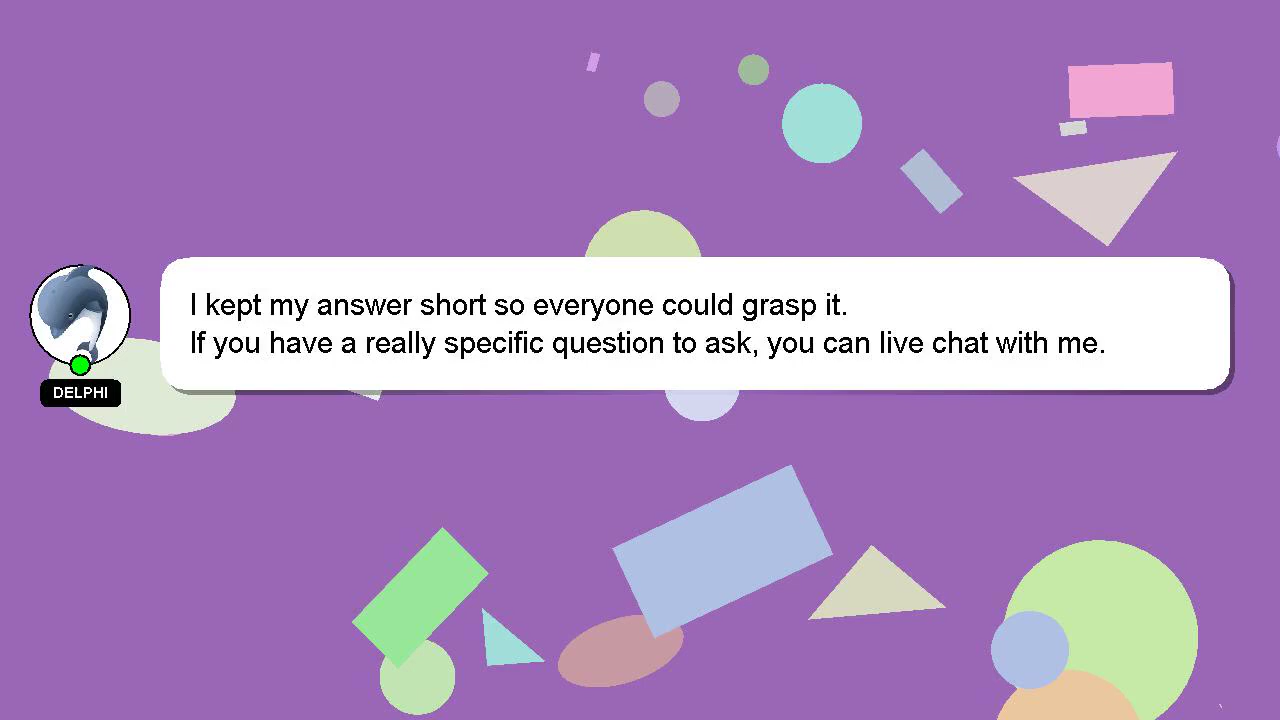 I kept my answer short so everyone could grasp it.
If you have a really specific question to ask, you can live chat with me.
DELPHI